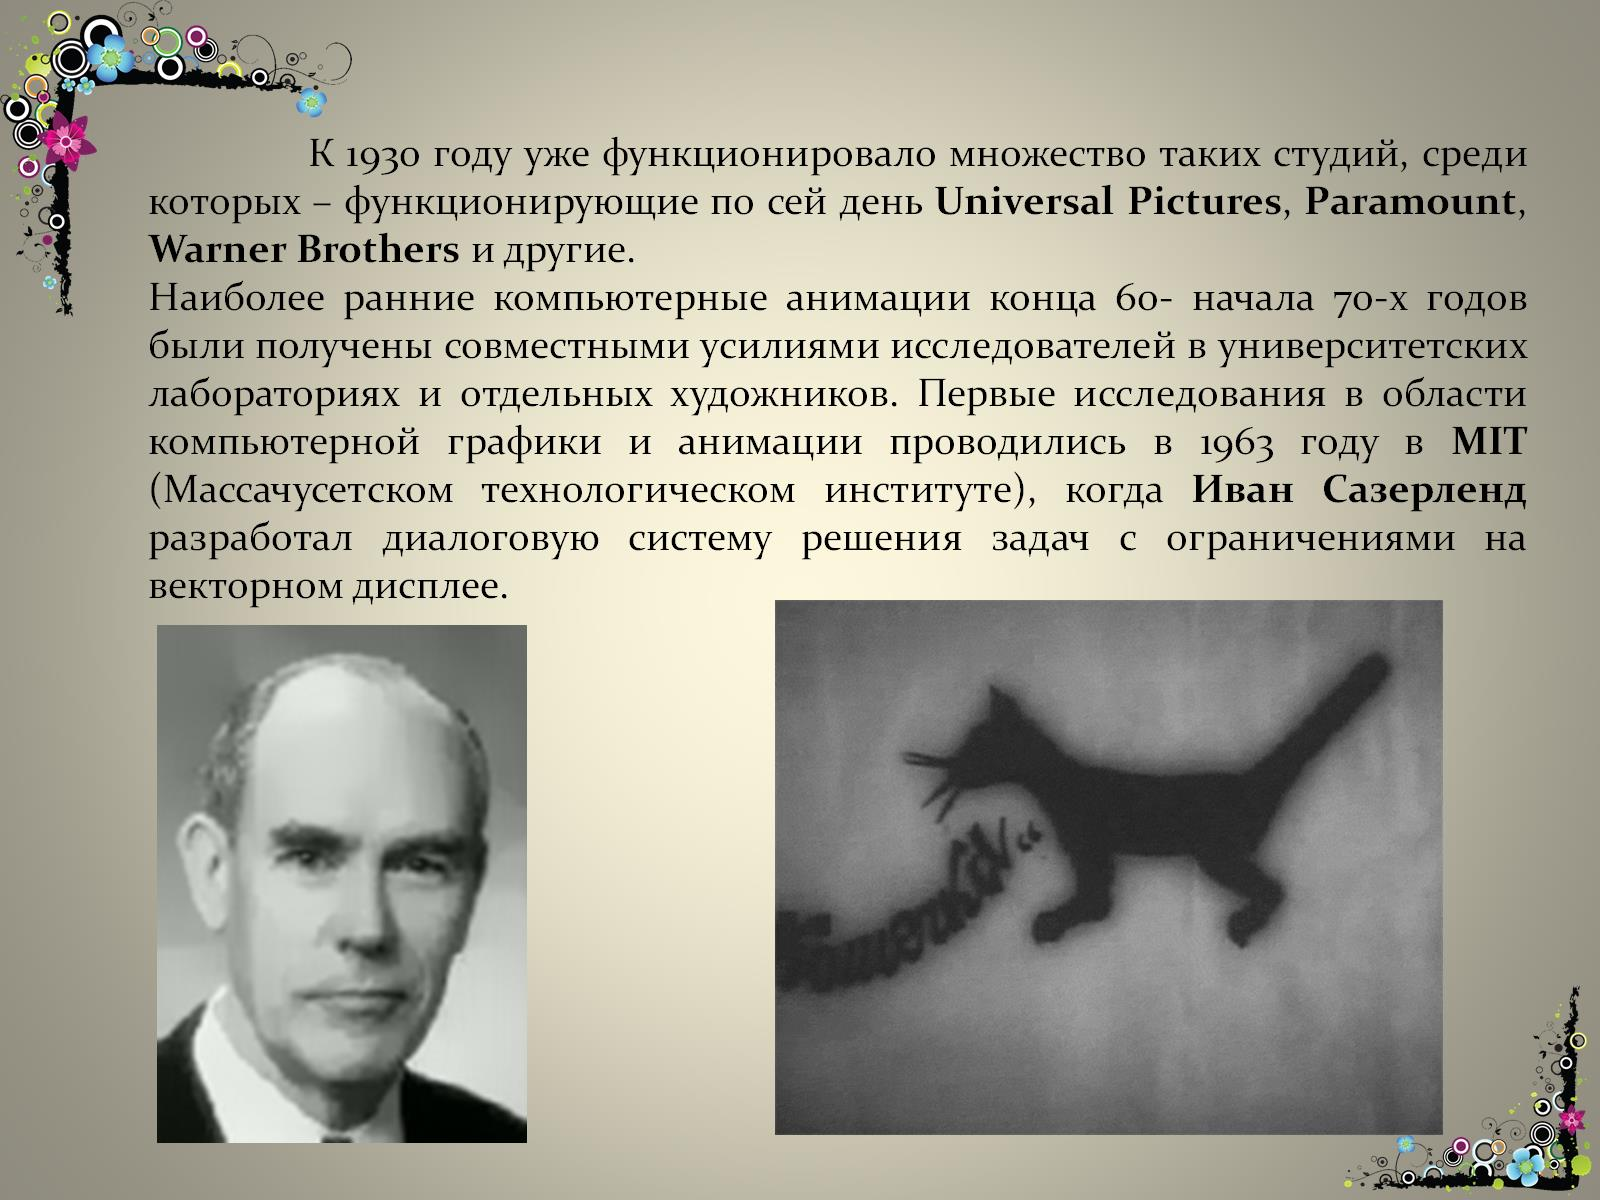 К 1930 году уже функционировало множество таких студий, среди
которых – функционирующие по сей день Universal Pictures, Paramount,
Warner Brothers и другие.
Наиболее ранние компьютерные анимации конца 60- начала 70-х годов
были получены совместными усилиями исследователей в университетских
лабораториях и отдельных художников. Первые исследования в области
компьютерной графики и анимации проводились в 1963 году в MIT
(Массачусетском технологическом институте), когда Иван Сазерленд
разработал диалоговую систему решения задач с ограничениями на
векторном дисплее.